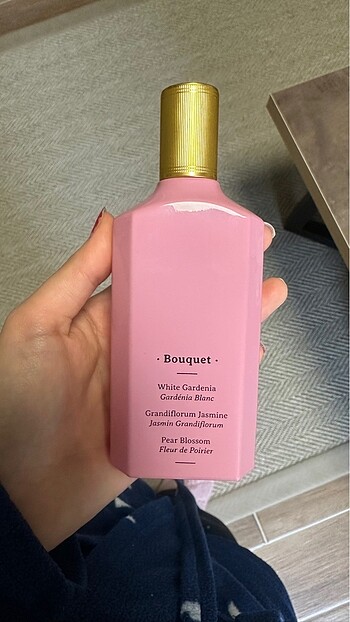 · Bouquet ·
White Gardenia
Gardénia Blanc
Grandiflorum Jasmine
Jasmin Grandiflorum
Pear Blossom
Fleur de Poirier